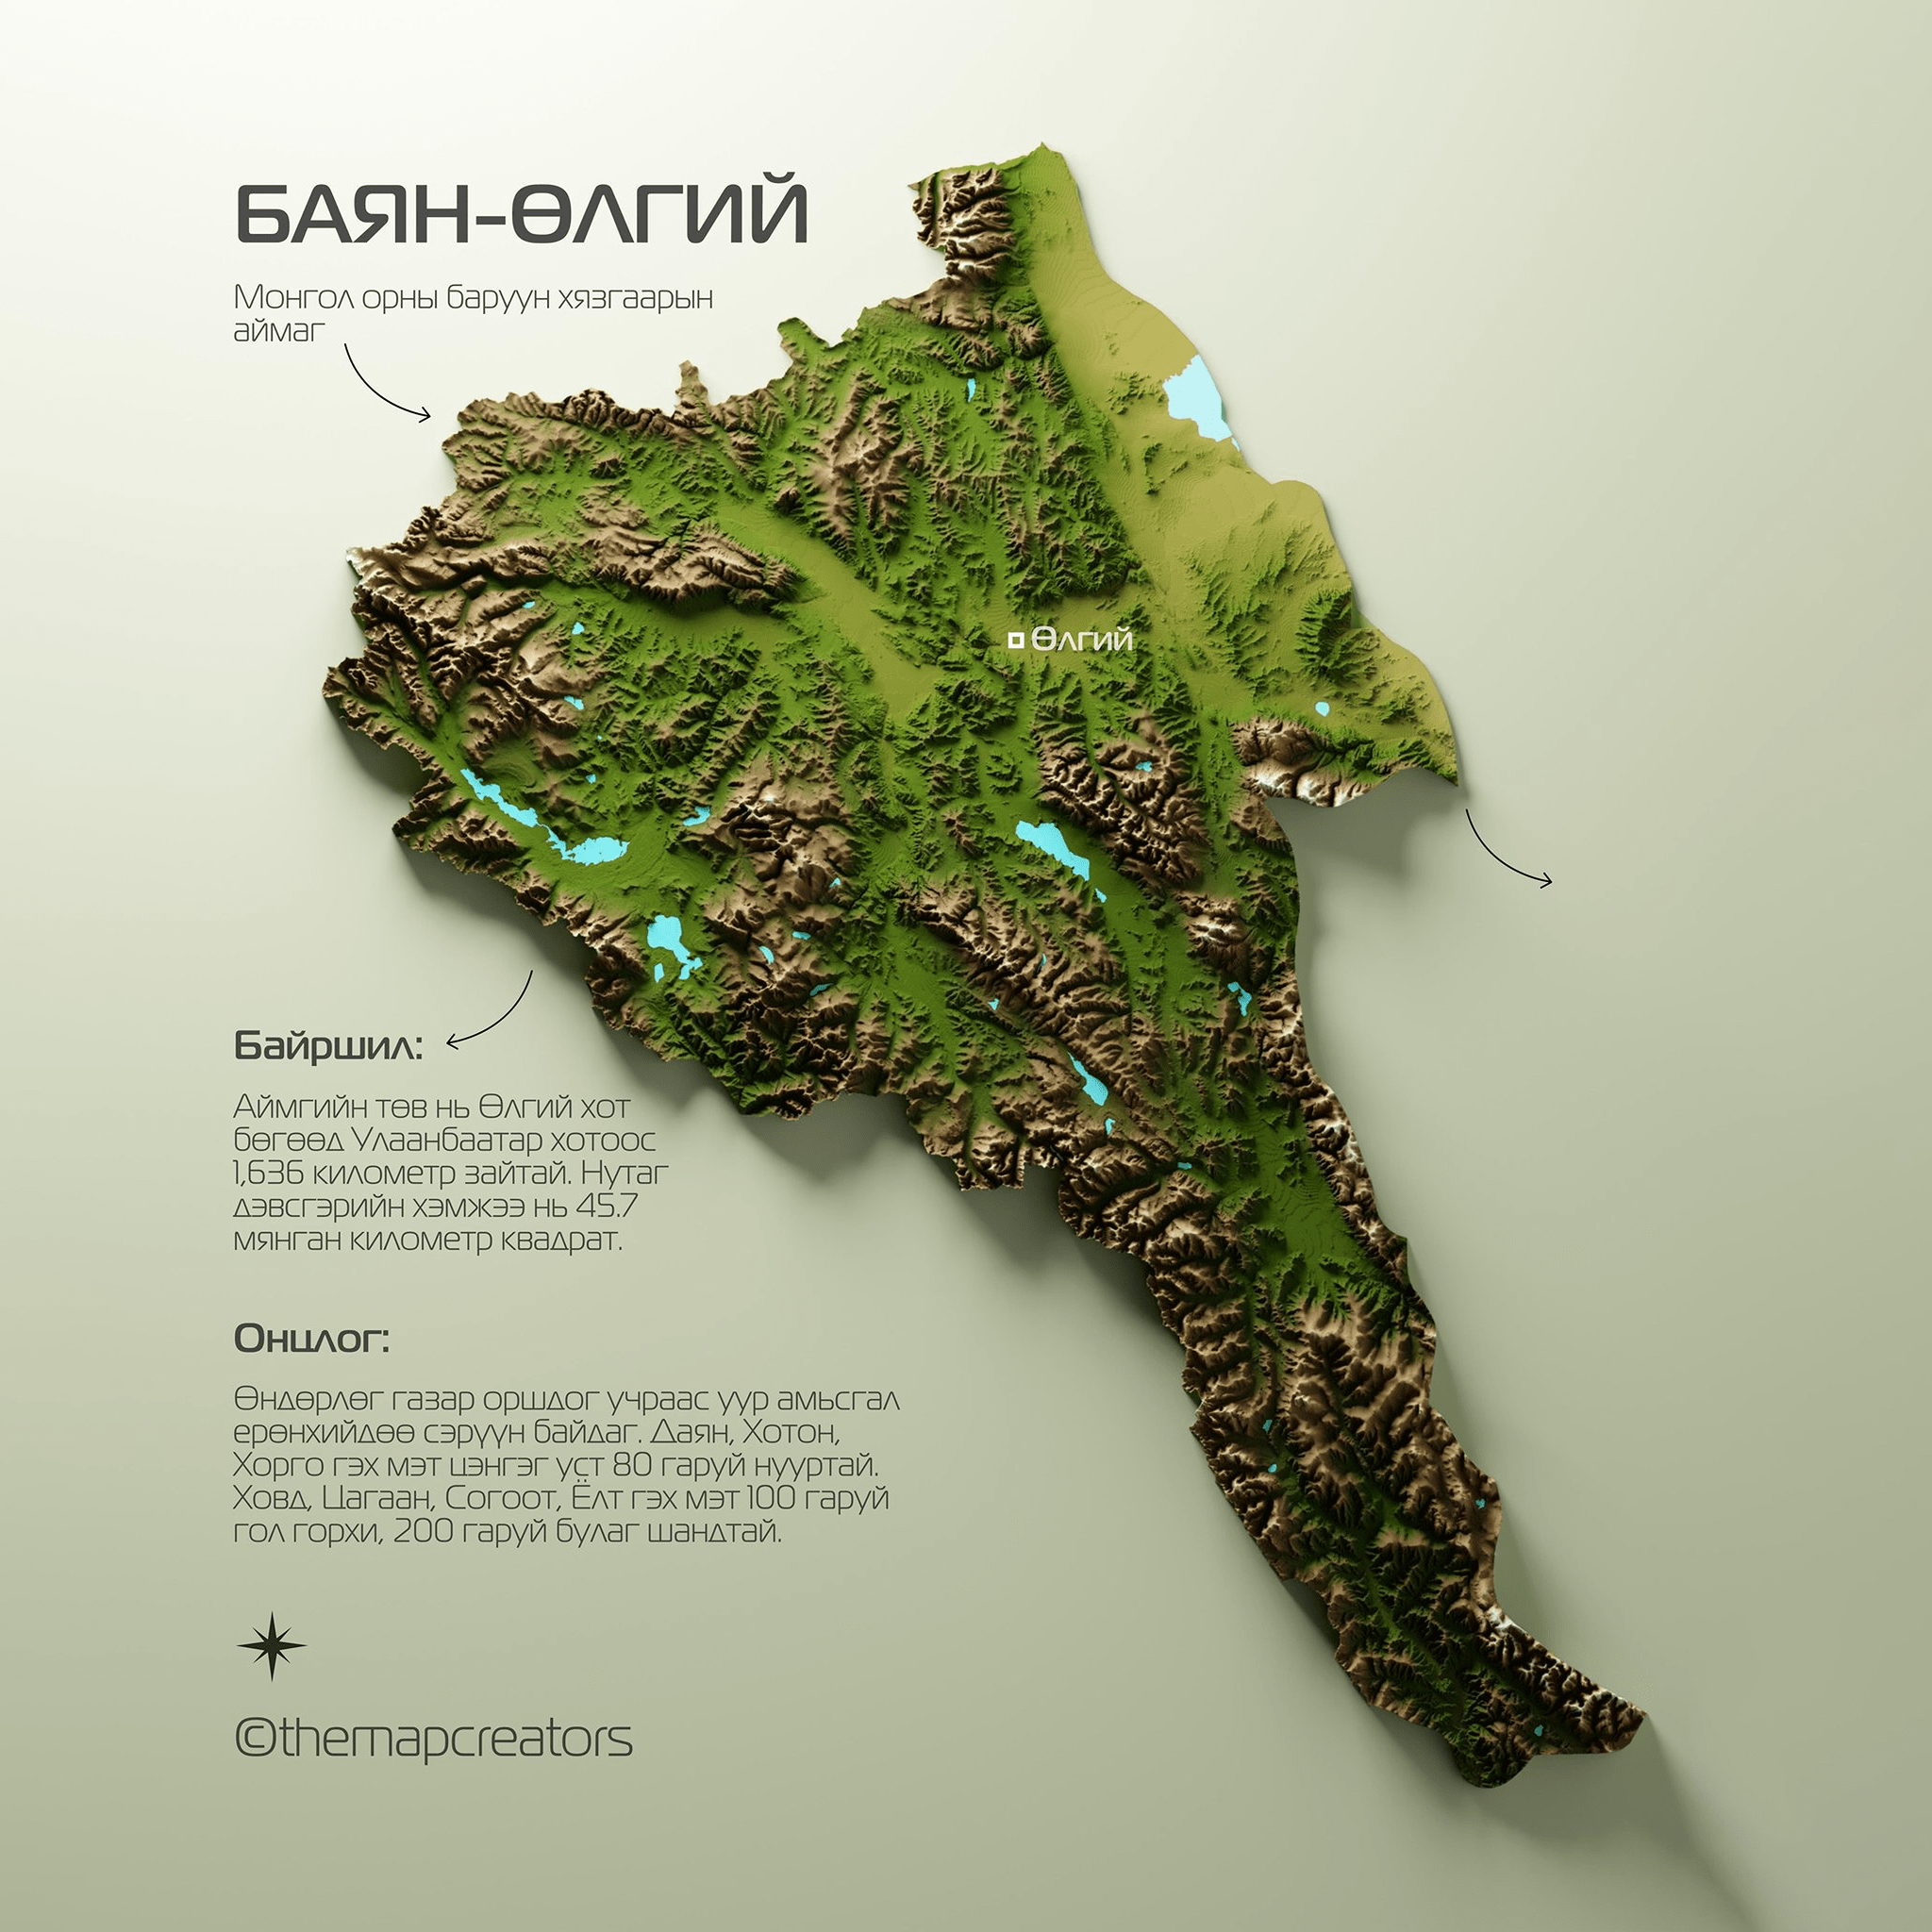 БАЯН-ӨЛГИЙ
Монгол орны баруун хязгаарын
аймаг
Өлгий
Байршил:
Аймгийн төв нь Өлгий хот
бөгөөд Улаанбаатар хотоос
1,636 километр зайтай. Нутаг
дэвсгэрийн хэмжээ нь 45.7
мянган километр квадрат.
Онцлог:
Өндөрлөг газар оршдог учраас уур амьсгал
ерөнхийдөө сэрүүн байдаг. Даян, Хотон,
Хорго гэх мэт цэнгэг уст 80 гаруй нууртай.
Ховд, Цагаан, Согоот, Ёлт гэх мэт 100 гаруй
гол горхи, 200 гаруй булаг шандтай.
©themapcreators